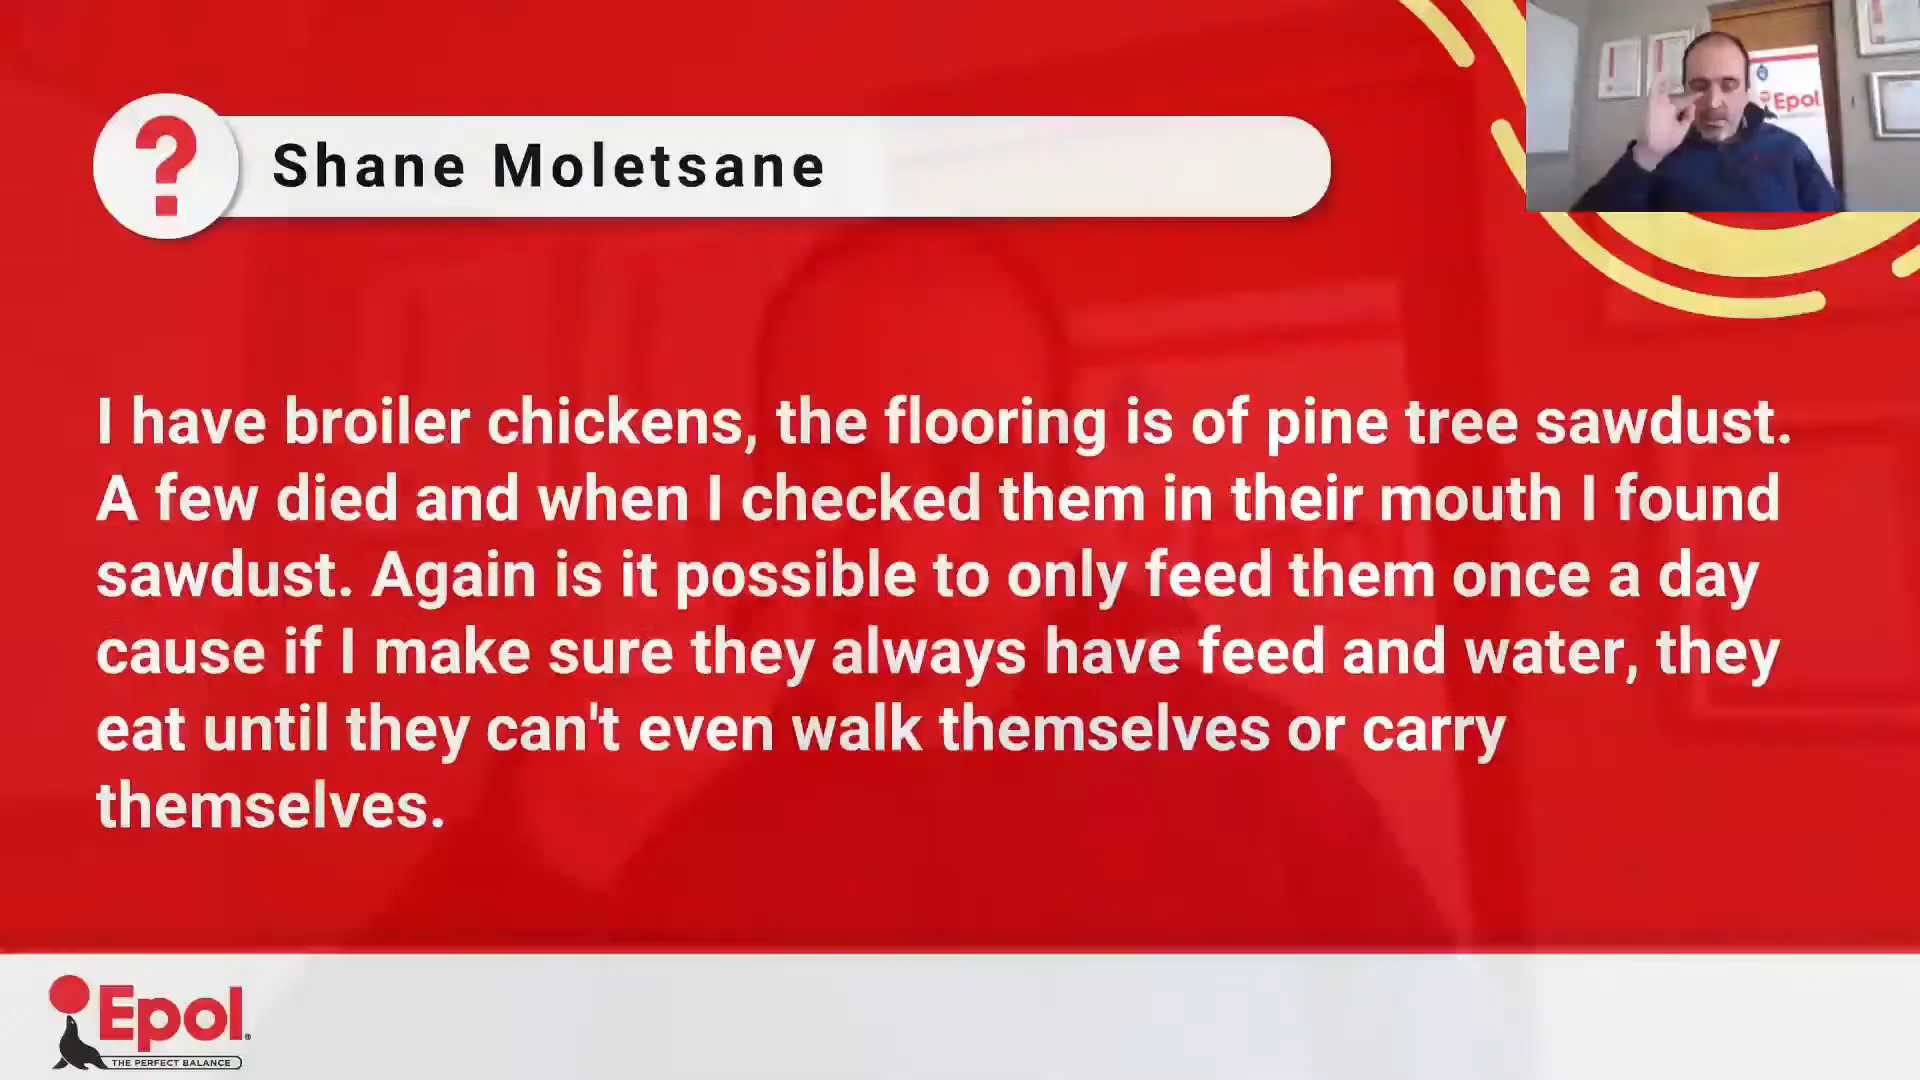 Epol
?
Shane Moletsane
I have broiler chickens, the flooring is of pine tree sawdust.
A few died and when I checked them in their mouth I found
sawdust. Again is it possible to only feed them once a day
cause if I make sure they always have feed and water, they
eat until they can't even walk themselves or carry
themselves.
Epol®
THE PERFECT BALANCE